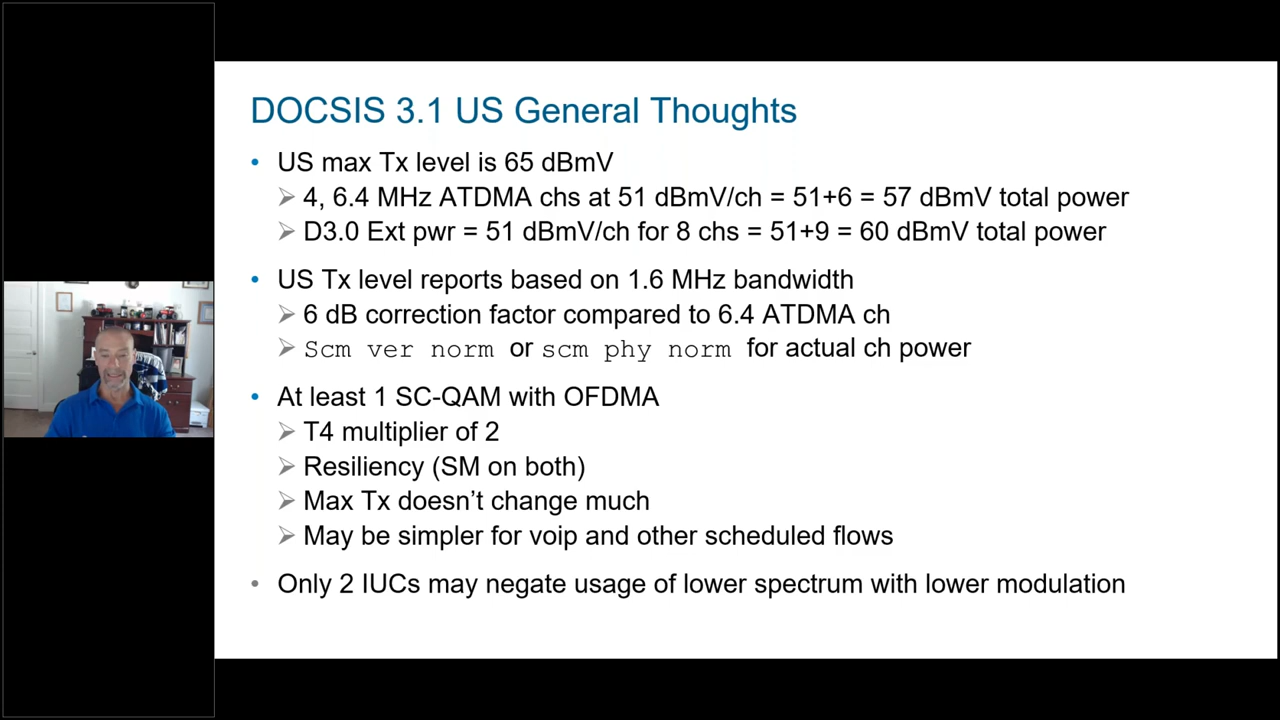 DOCSIS 3.1 US General Thoughts
• US max Tx level is 65 dBmV
➢ 4, 6.4 MHz ATDMA chs at 51 dBmV/ch = 51+6 = 57 dBmV total power
➢ D3.0 Ext pwr = 51 dBmV/ch for 8 chs = 51+9 = 60 dBmV total power
• US Tx level reports based on 1.6 MHz bandwidth
➢ 6 dB correction factor compared to 6.4 ATDMA ch
➢ Scm ver norm or scm phy norm for actual ch power
• At least 1 SC-QAM with OFDMA
➢ T4 multiplier of 2
➢ Resiliency (SM on both)
➢ Max Tx doesn’t change much
➢ May be simpler for voip and other scheduled flows
• Only 2 IUCs may negate usage of lower spectrum with lower modulation